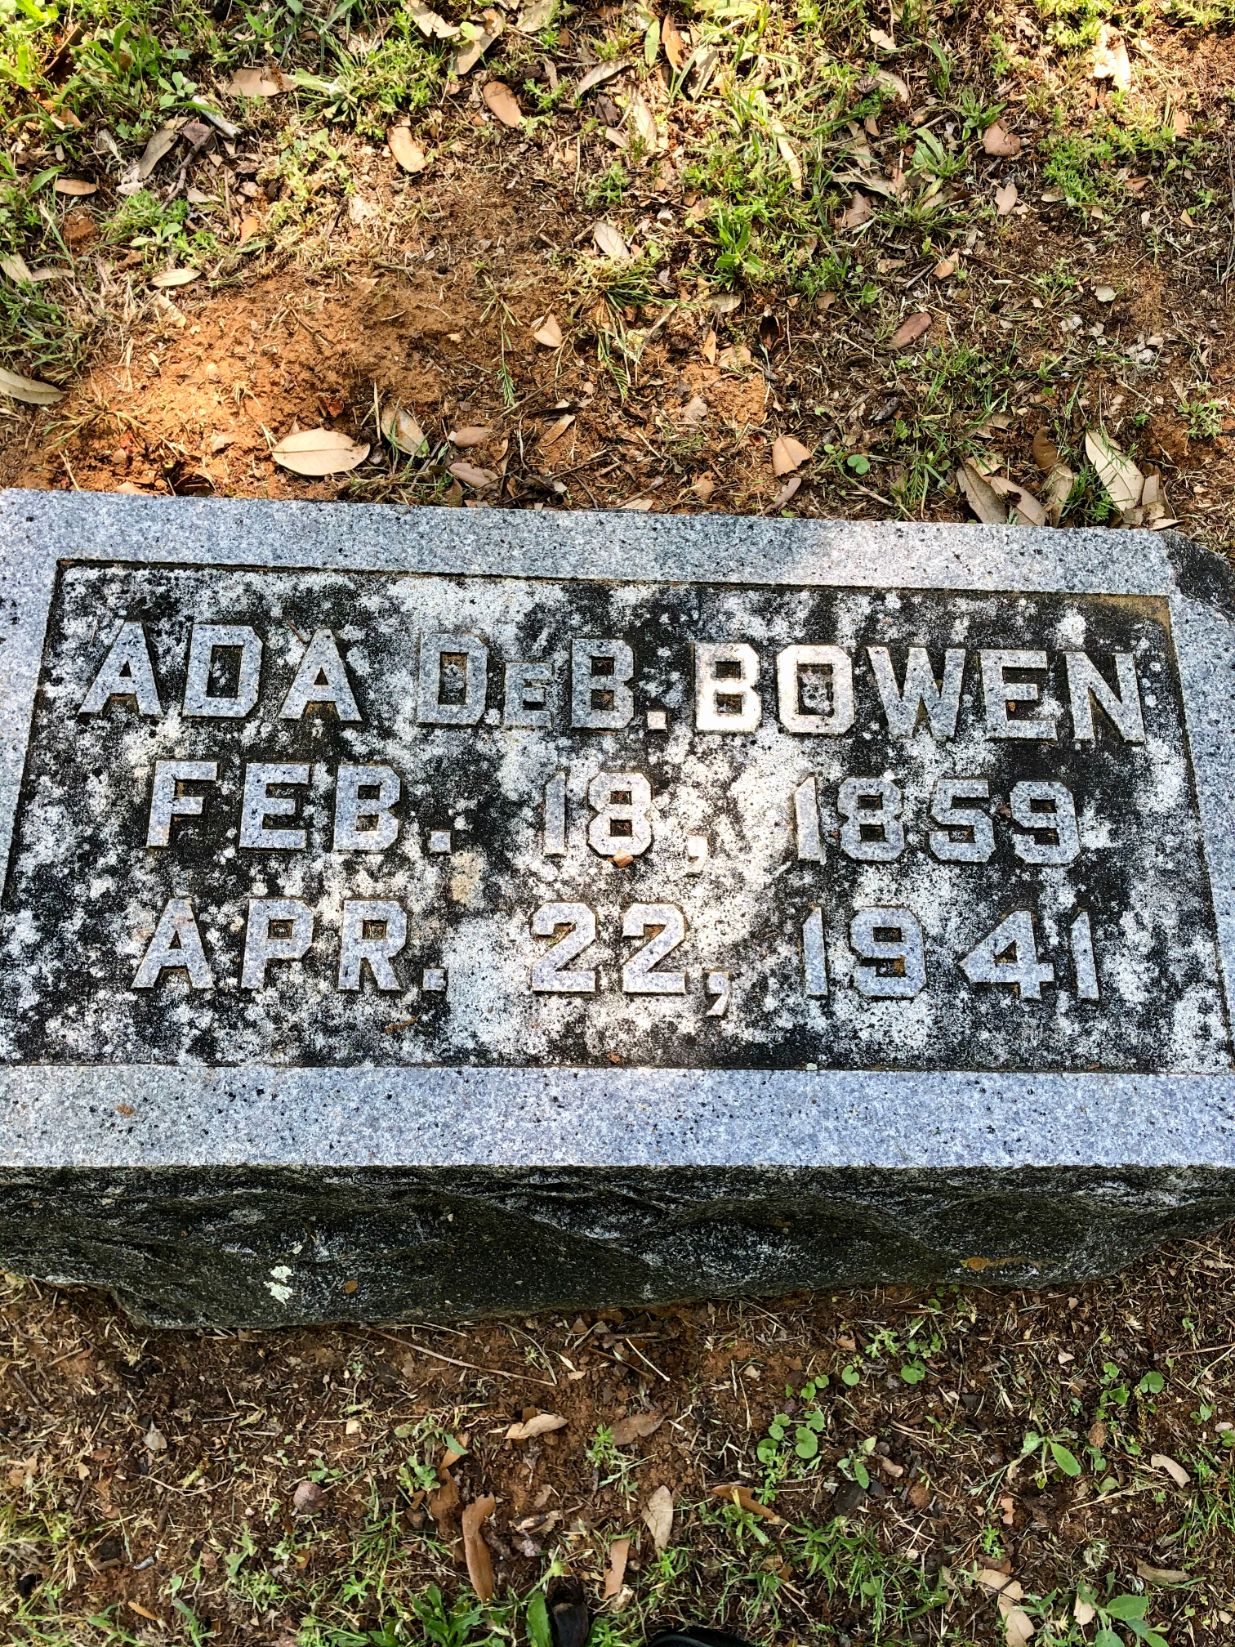 ADA DEB. BOWEN
FEB. 18, 1859
APR. 22, 1941